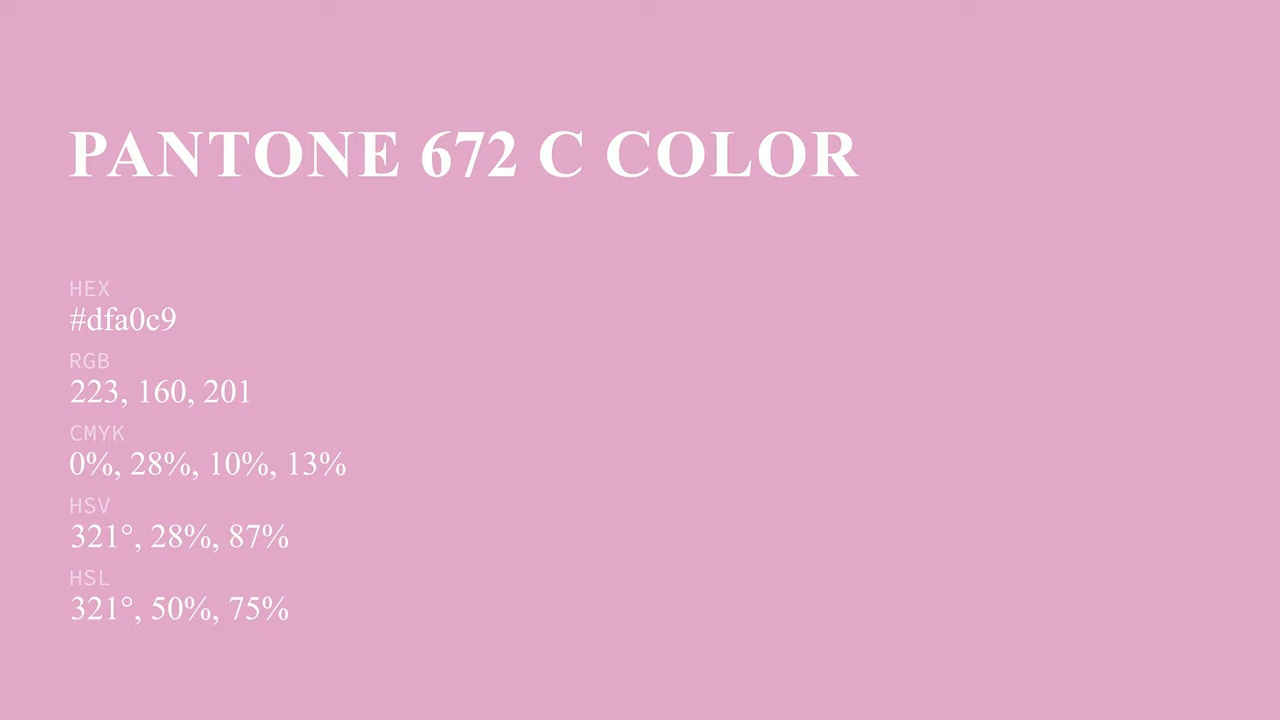 PANTONE 672 C COLOR
HEX
#dfa0c9
RGB
223, 160, 201
CMYK
0%, 28%, 10%, 13%
HSV
321°, 28%, 87%
HSL
321°, 50%, 75%